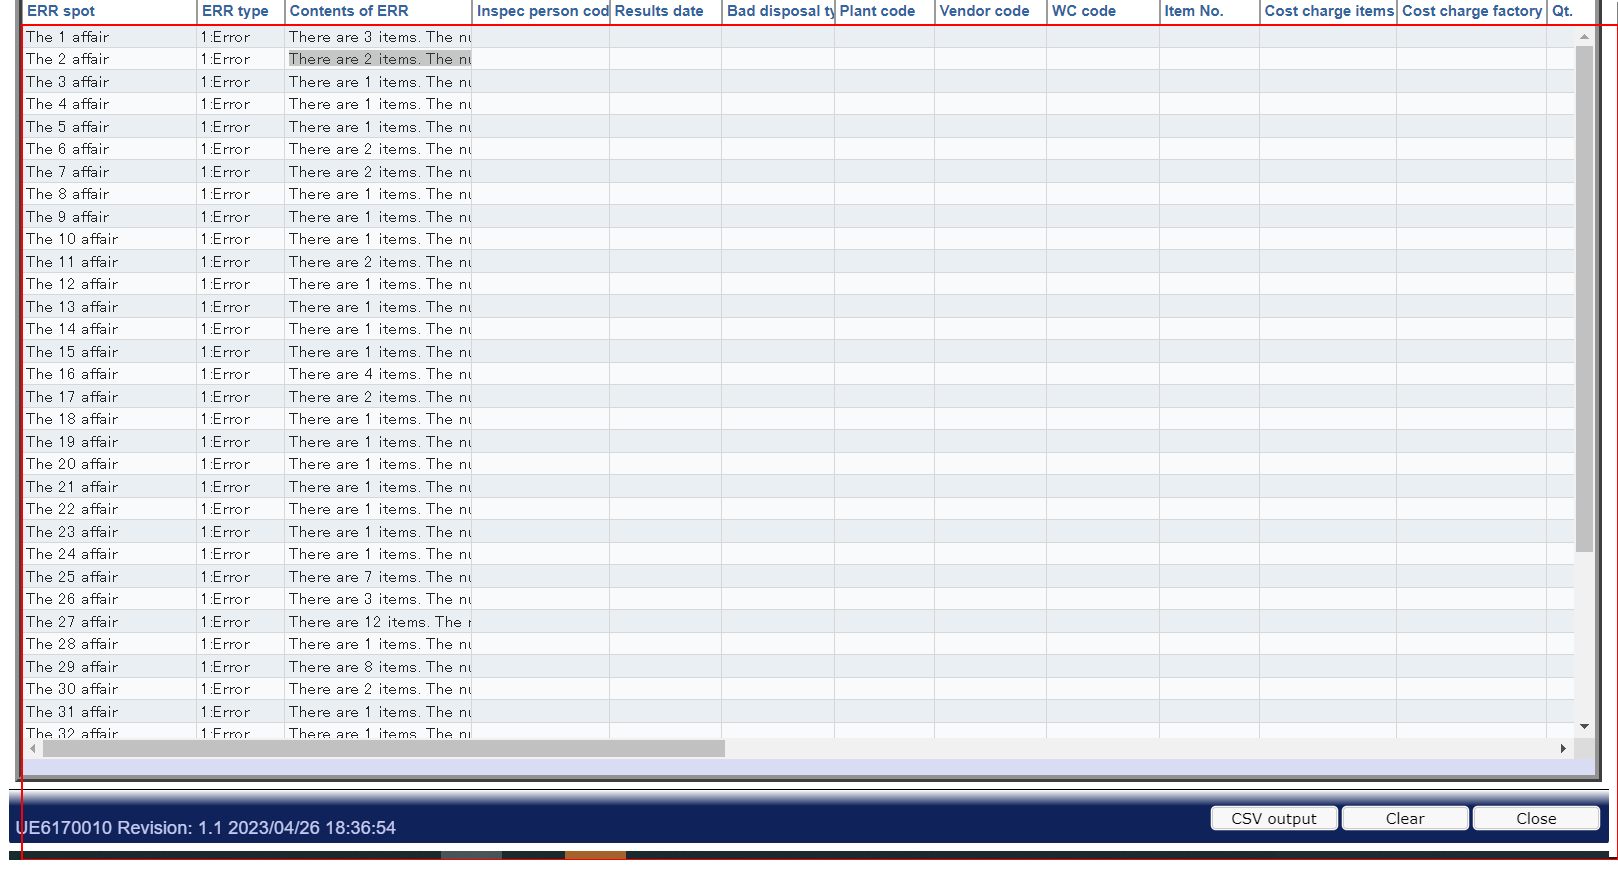 ERR spot ERR type Contents of ERR Inspec person cod Results date Bad disposal ty Plant code Vendor code WC code Item No. Cost charge items Cost charge factory Qt.
The 1 affair 1:Error There are 3 items. The nu
The 2 affair 1:Error There are 2 items. The nu
The 3 affair 1:Error There are 1 items. The nu
The 4 affair 1:Error There are 1 items. The nu
The 5 affair 1:Error There are 1 items. The nu
The 6 affair 1:Error There are 2 items. The nu
The 7 affair 1:Error There are 2 items. The nu
The 8 affair 1:Error There are 1 items. The nu
The 9 affair 1:Error There are 1 items. The nu
The 10 affair 1:Error There are 1 items. The nu
The 11 affair 1:Error There are 2 items. The nu
The 12 affair 1:Error There are 1 items. The nu
The 13 affair 1:Error There are 1 items. The nu
The 14 affair 1:Error There are 1 items. The nu
The 15 affair 1:Error There are 1 items. The nu
The 16 affair 1:Error There are 4 items. The nu
The 17 affair 1:Error There are 2 items. The nu
The 18 affair 1:Error There are 1 items. The nu
The 19 affair 1:Error There are 1 items. The nu
The 20 affair 1:Error There are 1 items. The nu
The 21 affair 1:Error There are 1 items. The nu
The 22 affair 1:Error There are 1 items. The nu
The 23 affair 1:Error There are 1 items. The nu
The 24 affair 1:Error There are 1 items. The nu
The 25 affair 1:Error There are 7 items. The nu
The 26 affair 1:Error There are 3 items. The nu
The 27 affair 1:Error There are 12 items. The n
The 28 affair 1:Error There are 1 items. The nu
The 29 affair 1:Error There are 8 items. The nu
The 30 affair 1:Error There are 2 items. The nu
The 31 affair 1:Error There are 1 items. The nu
The 32 affair 1:Error There are 1 items. The nu
UE6170010 Revision: 1.1 2023/04/26 18:36:54 CSV output Clear Close